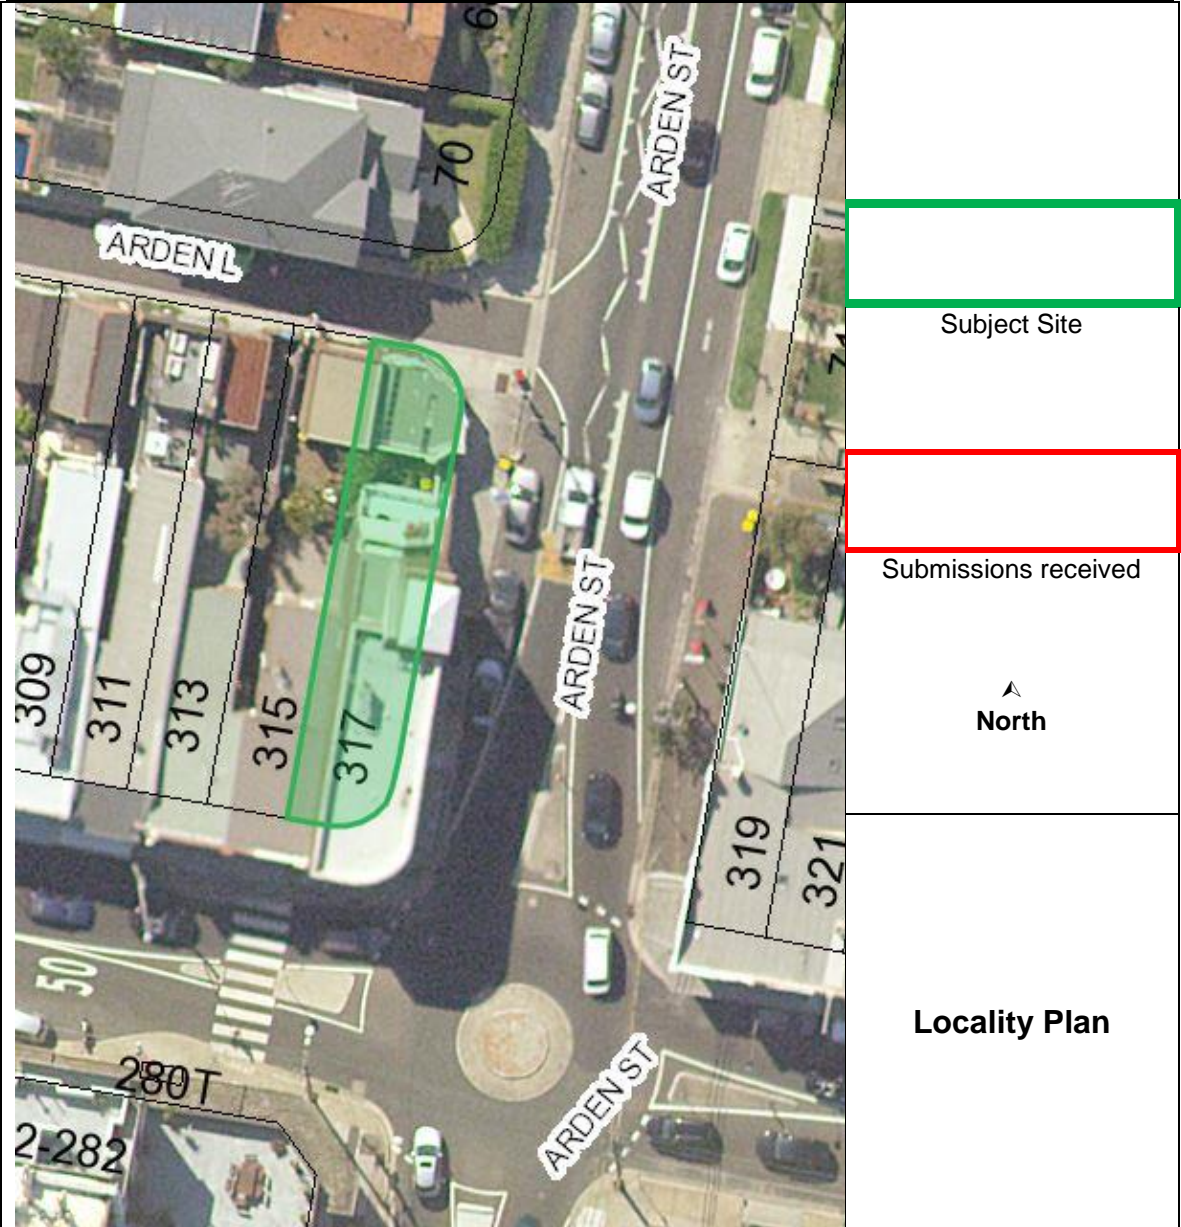 ARDEN ST
70
ARDEN L
Subject Site
Submissions received
ARDEN ST
309
311
313
315
317
North
319
321
50
Locality Plan
280T
ARDEN ST
2-282